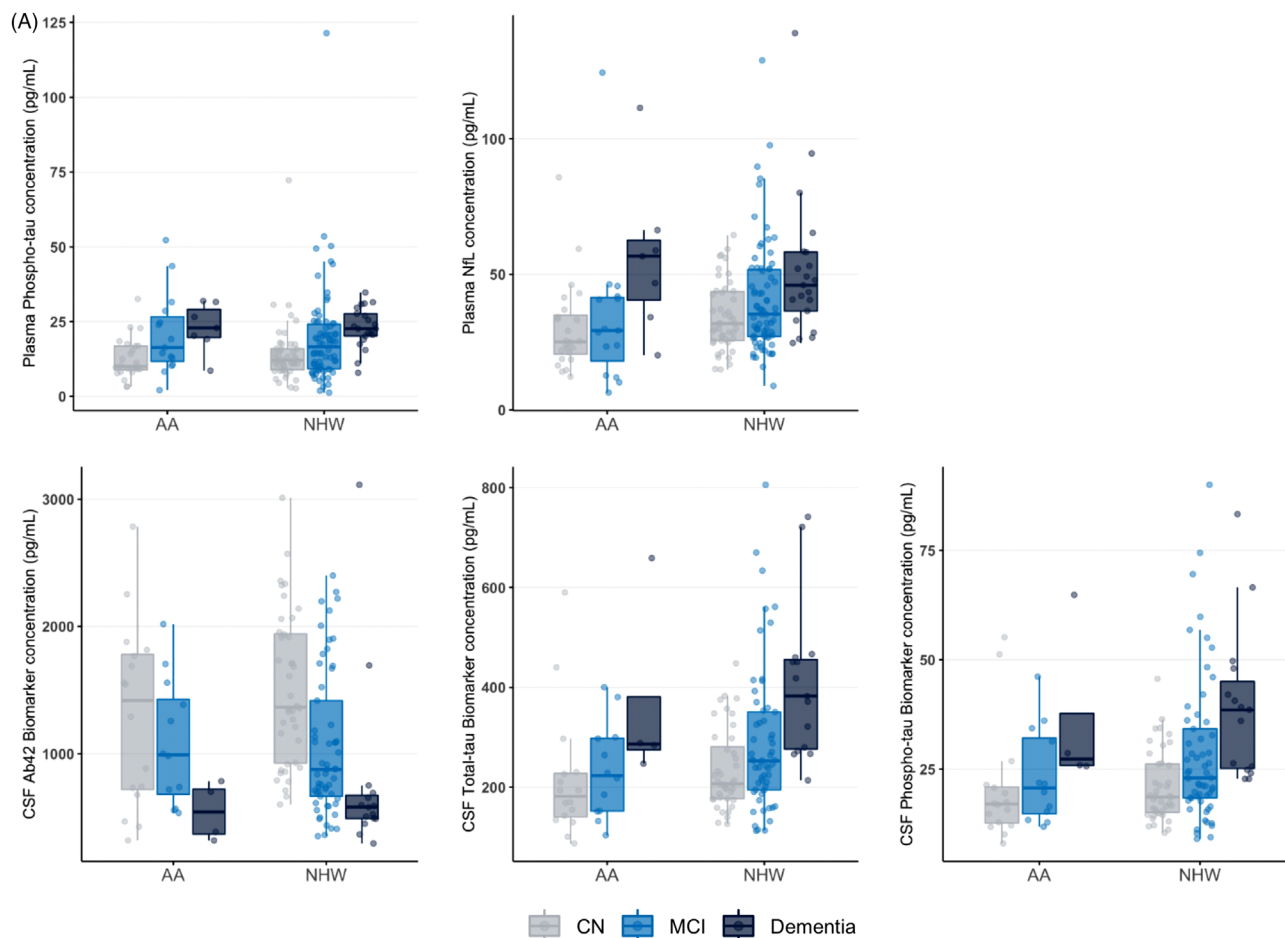 (A)
Plasma Phospho-tau concentration (pg/mL)
125
100
75
50
25
0
AA NHW
Plasma NfL concentration (pg/mL)
100
50
0
AA NHW
CSF Ab42 Biomarker concentration (pg/mL)
3000
2000
1000
AA NHW
CSF Total-tau Biomarker concentration (pg/mL)
800
600
400
200
AA NHW
CSF Phospho-tau Biomarker concentration (pg/mL)
75
50
25
AA NHW
CN MCI Dementia